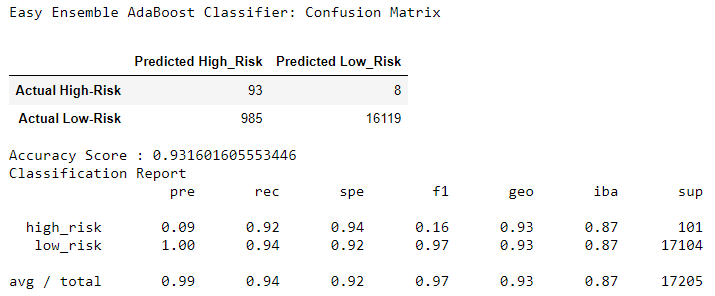 Easy Ensemble AdaBoost Classifier: Confusion Matrix
Predicted High_Risk Predicted Low_Risk
Actual High-Risk 93 8
Actual Low-Risk 985 16119
Accuracy Score : 0.931601605553446
Classification Report
pre rec spe f1 geo iba sup
high_risk 0.09 0.92 0.94 0.16 0.93 0.87 101
low_risk 1.00 0.94 0.92 0.97 0.93 0.87 17104
avg / total 0.99 0.94 0.92 0.97 0.93 0.87 17205